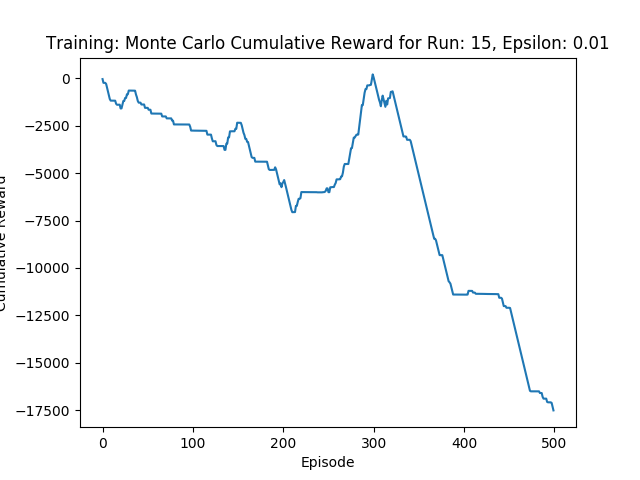 Training: Monte Carlo Cumulative Reward for Run: 15, Epsilon: 0.01
0
−2500
−5000
−7500
−10000
−12500
−15000
−17500
Cumulative Reward
0 100 200 300 400 500
Episode